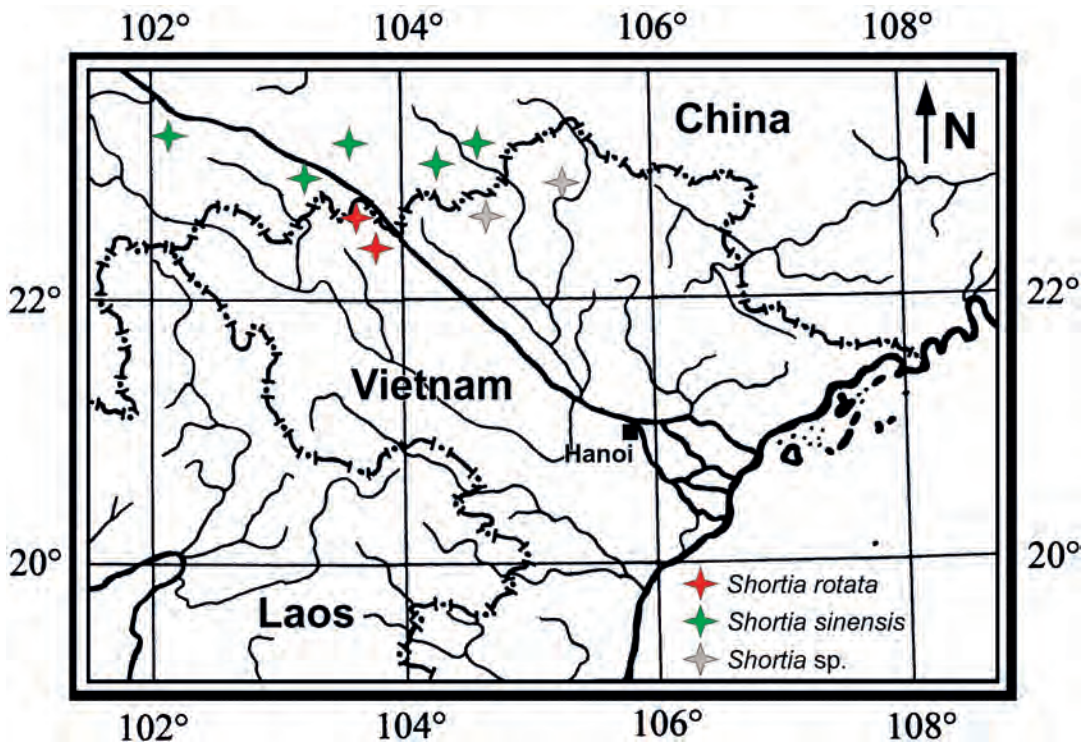 102° 104° 106° 108°
China
N
22° 22°
Vietnam
Hanoi
20° 20°
Shortia rotata
Laos
Shortia sinensis
Shortia sp.
102° 104° 106° 108°